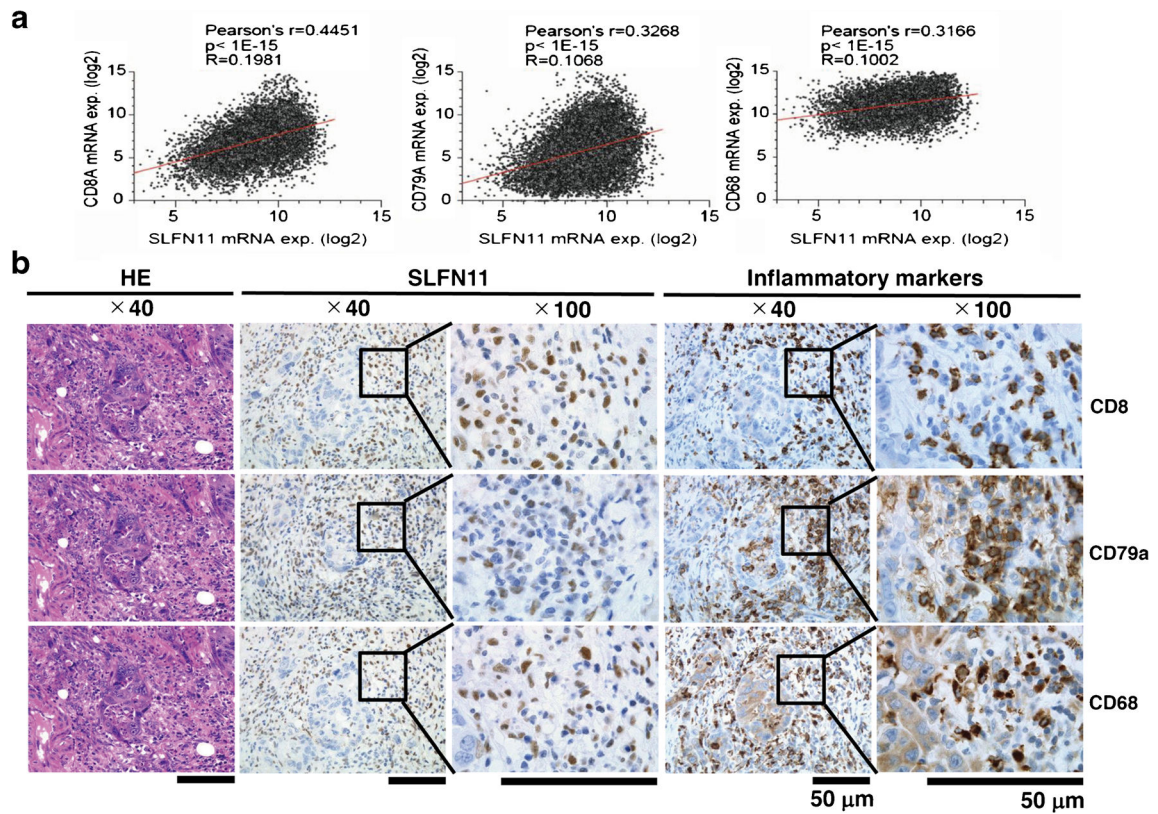 a
Pearson's r=0.4451
p< 1E-15
R=0.1981
CD8A mRNA exp. (log2)
15
10
5
0
5 10 15
SLFN11 mRNA exp. (log2)
Pearson's r=0.3268
p< 1E-15
R=0.1068
CD79A mRNA exp. (log2)
15
10
5
0
5 10 15
SLFN11 mRNA exp. (log2)
Pearson's r=0.3166
p< 1E-15
R=0.1002
CD68 mRNA exp. (log2)
15
10
5
0
5 10 15
SLFN11 mRNA exp. (log2)
b
HE SLFN11 Inflammatory markers
×40 ×40 ×100 ×40 ×100
CD8
CD79a
CD68
50 μm 50 μm